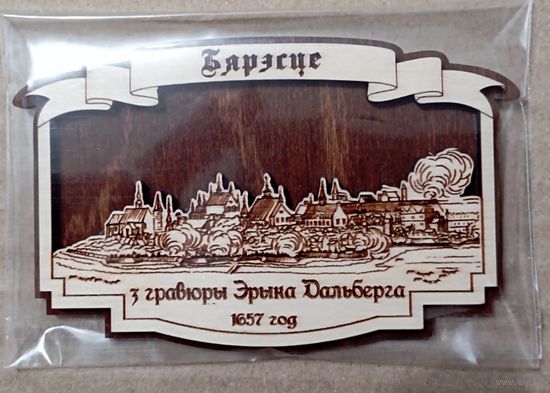 Бярэсце
з гравюры Эрыка Дальберга
1657 год